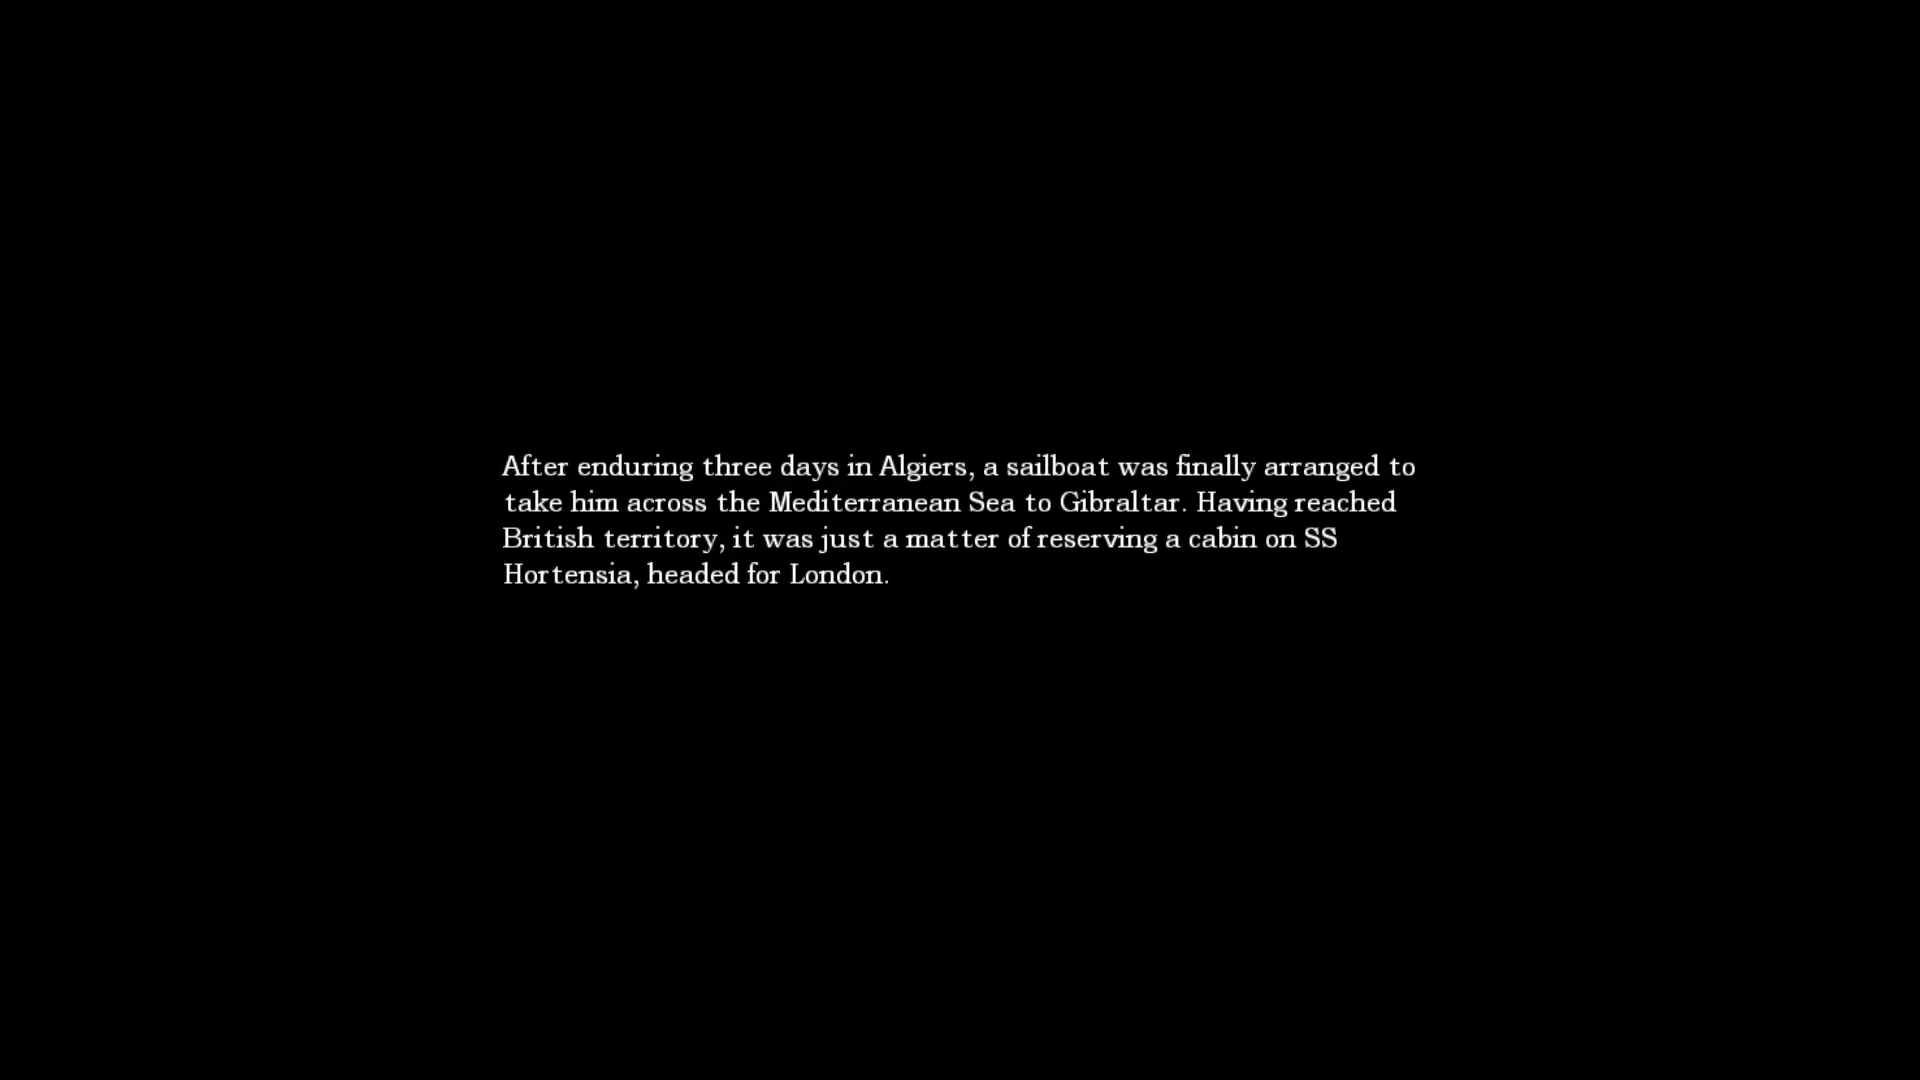 After enduring three days in Algiers, a sailboat was finally arranged to
take him across the Mediterranean Sea to Gibraltar. Having reached
British territory, it was just a matter of reserving a cabin on SS
Hortensia, headed for London.